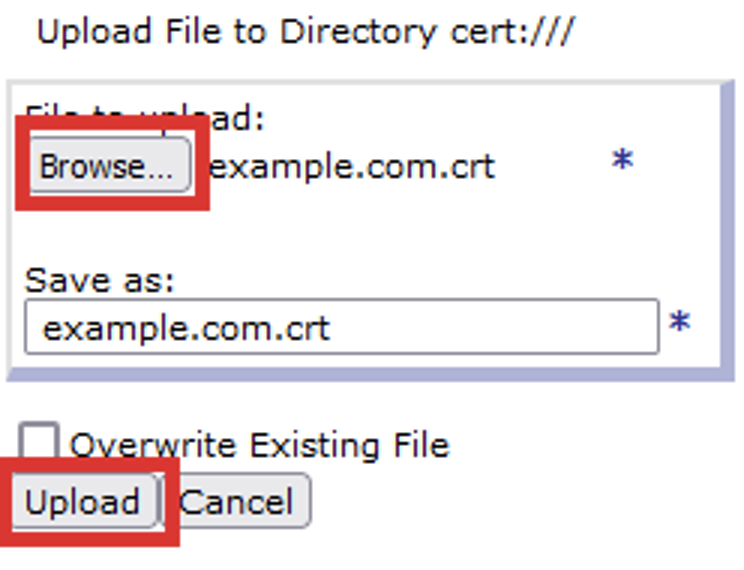 Upload File to Directory cert:///
File to upload:
Browse... example.com.crt *
Save as:
example.com.crt *
Overwrite Existing File
Upload Cancel